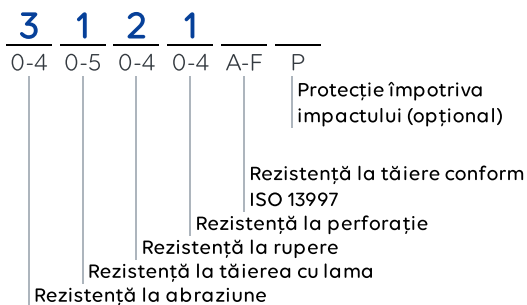 3 1 2 1
0-4 0-5 0-4 0-4 A-F P
Protecție împotriva
impactului (opțional)
Rezistență la tăiere conform
ISO 13997
Rezistență la perforație
Rezistență la rupere
Rezistență la tăierea cu lama
Rezistență la abraziune